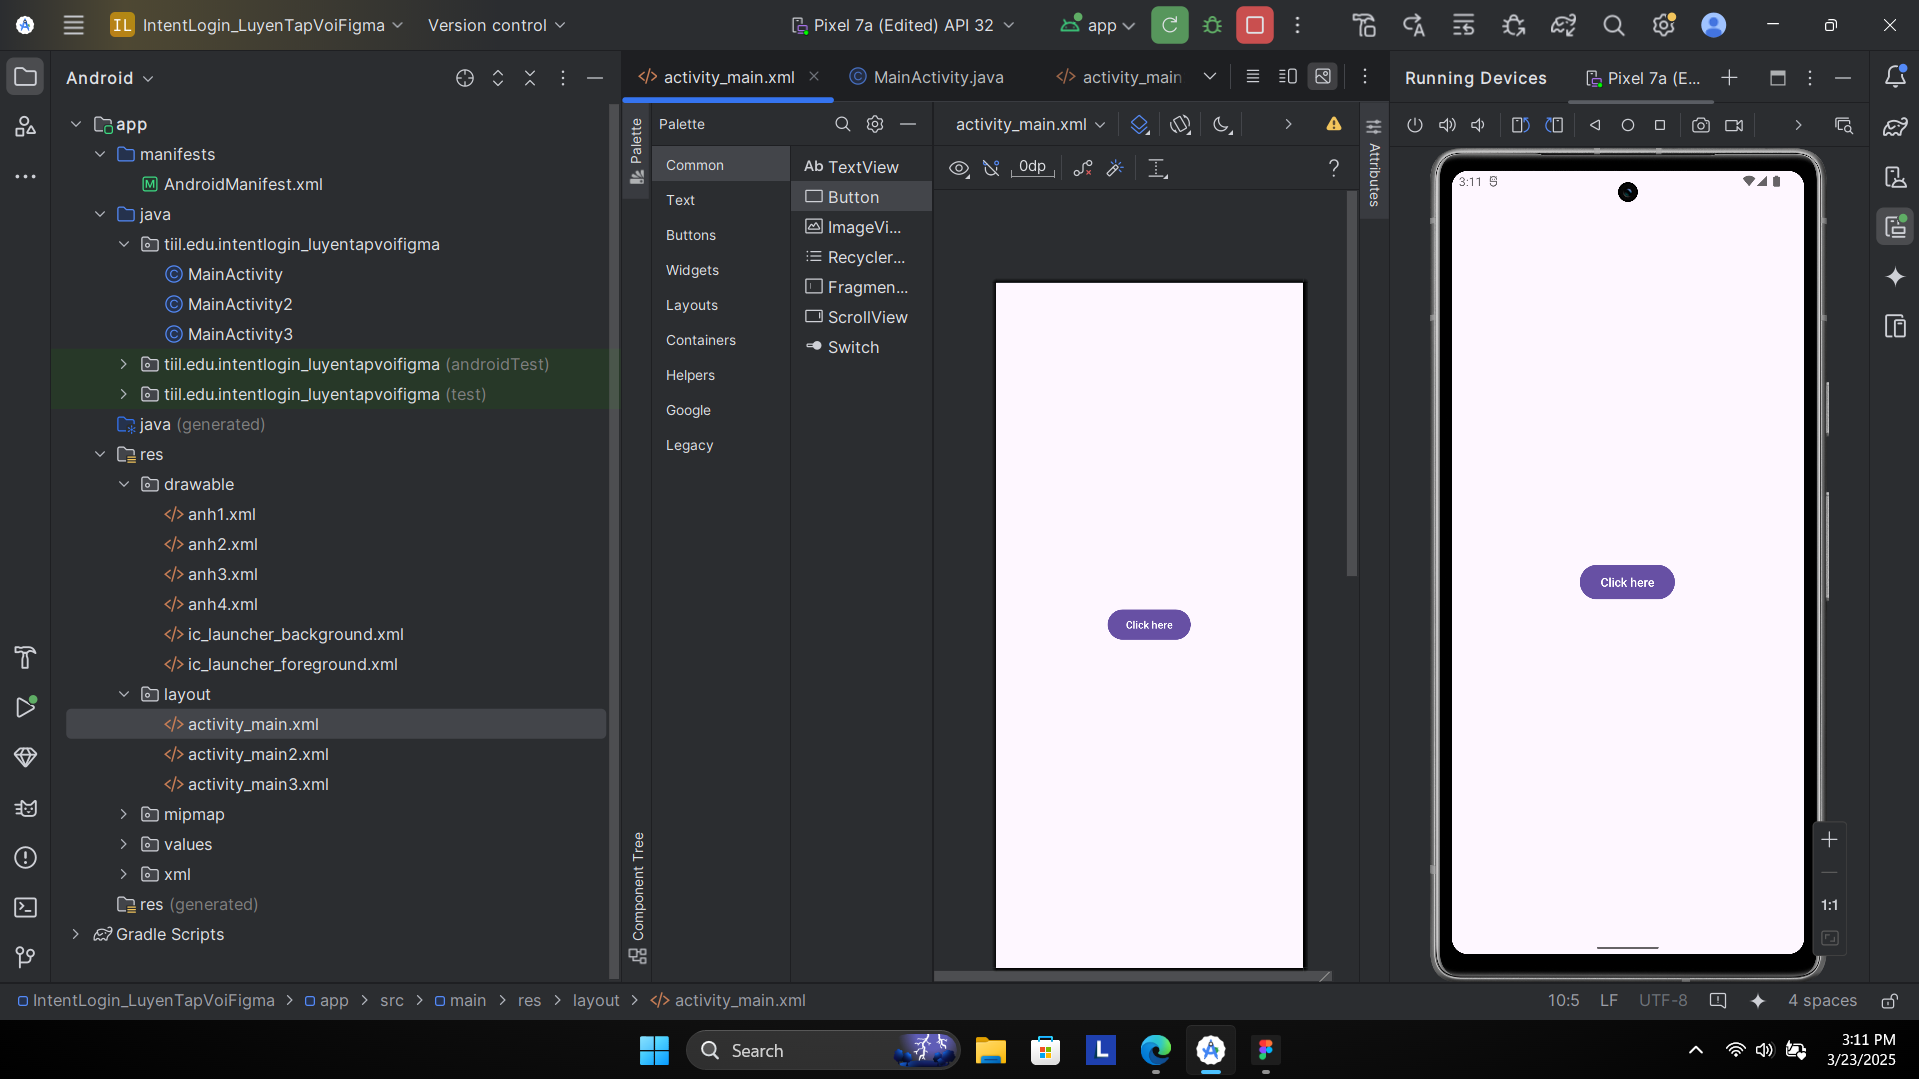 IL IntentLogin_LuyenTapVoiFigma Version control Pixel 7a (Edited) API 32 app
Android
app
manifests
AndroidManifest.xml
java
tiil.edu.intentlogin_luyentapvoifigma
MainActivity
MainActivity2
MainActivity3
tiil.edu.intentlogin_luyentapvoifigma (androidTest)
tiil.edu.intentlogin_luyentapvoifigma (test)
java (generated)
res
drawable
anh1.xml
anh2.xml
anh3.xml
anh4.xml
ic_launcher_background.xml
ic_launcher_foreground.xml
layout
activity_main.xml
activity_main2.xml
activity_main3.xml
mipmap
values
xml
res (generated)
Gradle Scripts
activity_main.xml MainActivity.java activity_main
Palette
Component Tree
Palette
Common
Text
Buttons
Widgets
Layouts
Containers
Helpers
Google
Legacy
Ab TextView
Button
ImageVi...
Recycler...
Fragmen...
ScrollView
Switch
activity_main.xml
0dp
?
Click here
Attributes
Running Devices Pixel 7a (E...
3:11
Click here
1:1
IntentLogin_LuyenTapVoiFigma > app > src > main > res > layout > activity_main.xml
10:5 LF UTF-8 4 spaces
Search
L
3:11 PM
3/23/2025